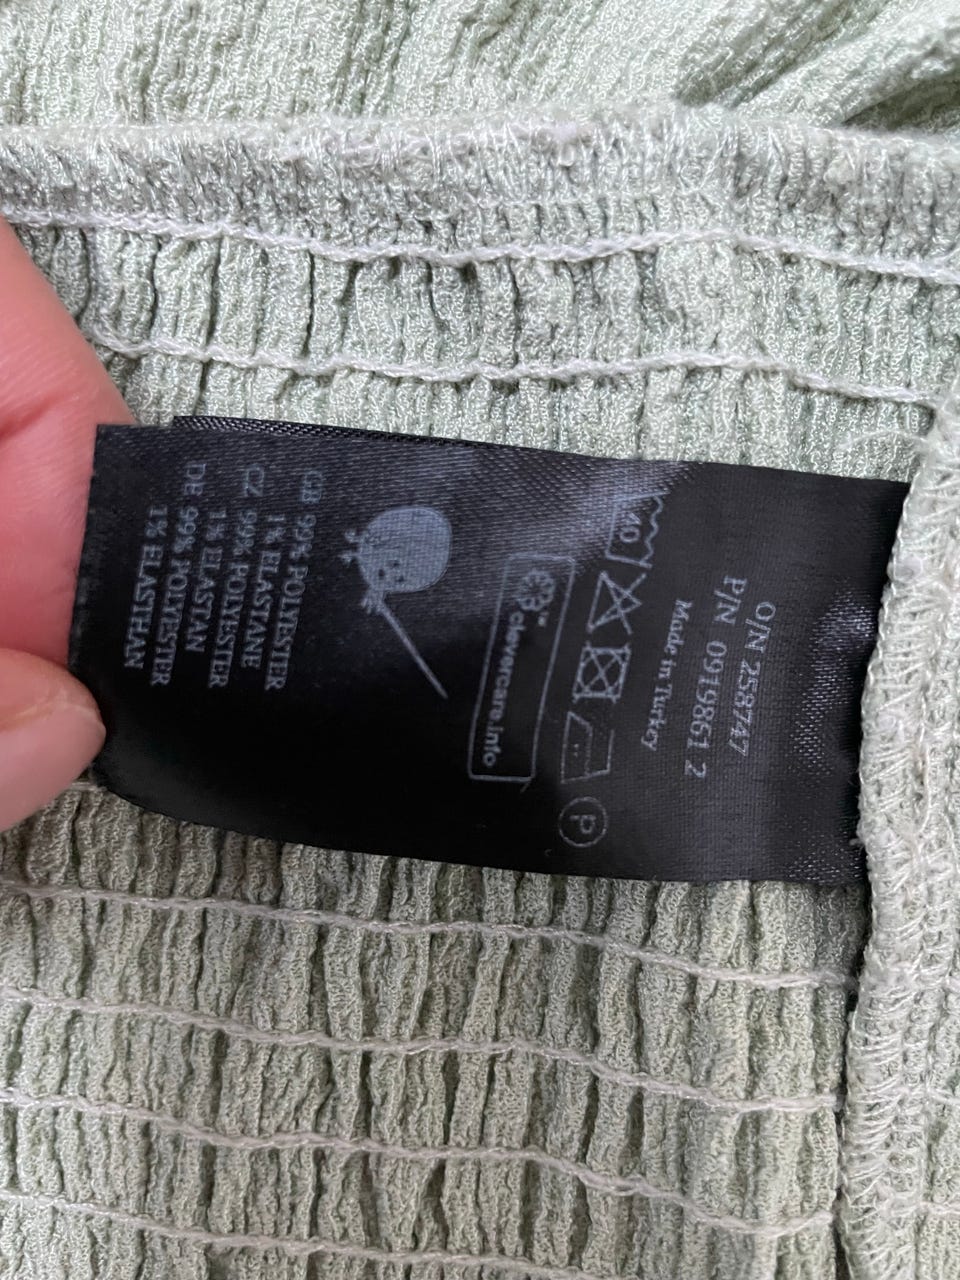 O/N 258747
P/N 0919861 2
Made in Turkey
40
P
clevercare.info
GB 99% POLYESTER
1% ELASTANE
CZ 99% POLYESTER
1% ELASTAN
DE 99% POLYESTER
1% ELASTHAN